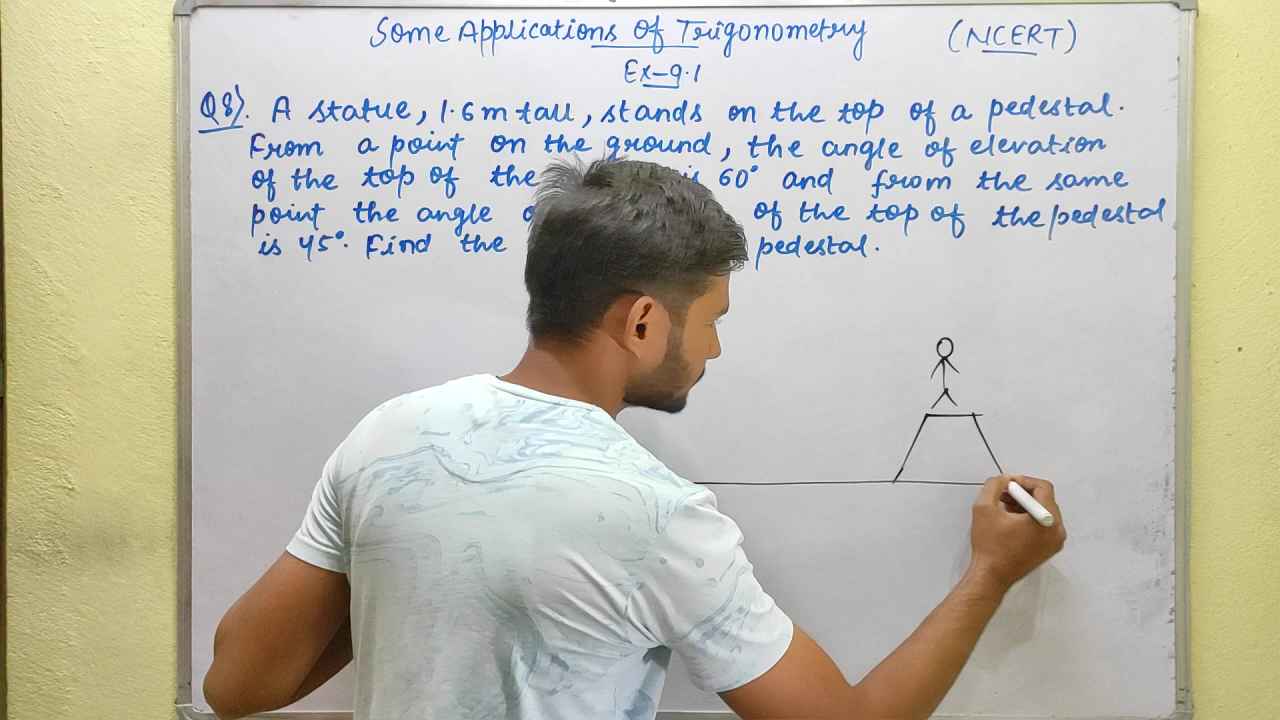 Some Applications Of Trigonometry (NCERT)
Ex-9.1
Q8). A statue, 1.6m tall, stands on the top of a pedestal.
From a point on the ground, the angle of elevation
of the top of the is 60° and from the same
point the angle of the top of the pedestal
is 45°. Find the pedestal.